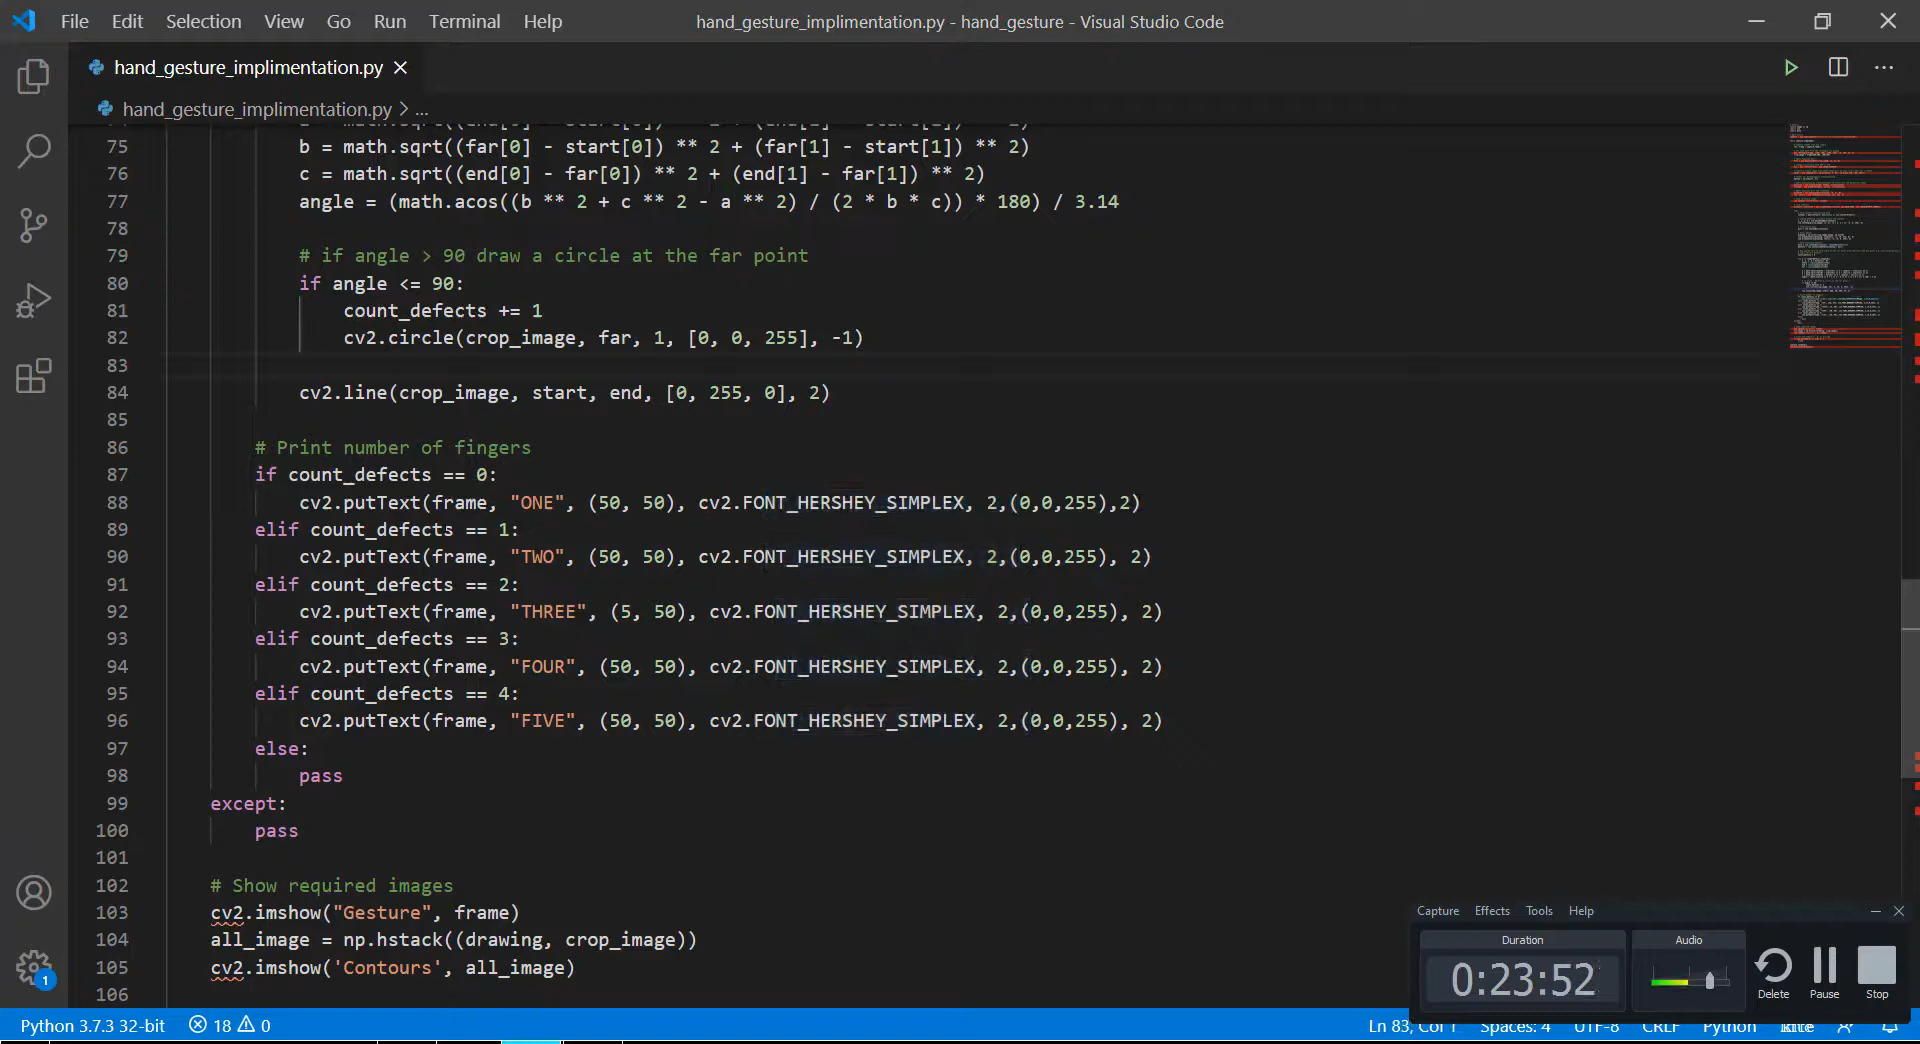 File Edit Selection View Go Run Terminal Help
hand_gesture_implimentation.py - hand_gesture - Visual Studio Code
hand_gesture_implimentation.py
hand_gesture_implimentation.py > ...
75 b = math.sqrt((far[0] - start[0]) ** 2 + (far[1] - start[1]) ** 2)
76 c = math.sqrt((end[0] - far[0]) ** 2 + (end[1] - far[1]) ** 2)
77 angle = (math.acos((b ** 2 + c ** 2 - a ** 2) / (2 * b * c)) * 180) / 3.14
78
79 # if angle > 90 draw a circle at the far point
80 if angle <= 90:
81 count_defects += 1
82 cv2.circle(crop_image, far, 1, [0, 0, 255], -1)
83
84 cv2.line(crop_image, start, end, [0, 255, 0], 2)
85
86 # Print number of fingers
87 if count_defects == 0:
88 cv2.putText(frame, "ONE", (50, 50), cv2.FONT_HERSHEY_SIMPLEX, 2,(0,0,255),2)
89 elif count_defects == 1:
90 cv2.putText(frame, "TWO", (50, 50), cv2.FONT_HERSHEY_SIMPLEX, 2,(0,0,255), 2)
91 elif count_defects == 2:
92 cv2.putText(frame, "THREE", (5, 50), cv2.FONT_HERSHEY_SIMPLEX, 2,(0,0,255), 2)
93 elif count_defects == 3:
94 cv2.putText(frame, "FOUR", (50, 50), cv2.FONT_HERSHEY_SIMPLEX, 2,(0,0,255), 2)
95 elif count_defects == 4:
96 cv2.putText(frame, "FIVE", (50, 50), cv2.FONT_HERSHEY_SIMPLEX, 2,(0,0,255), 2)
97 else:
98 pass
99 except:
100 pass
101
102 # Show required images
103 cv2.imshow("Gesture", frame)
104 all_image = np.hstack((drawing, crop_image))
105 cv2.imshow('Contours', all_image)
106
1
Capture Effects Tools Help
Duration
Audio
0:23:52
Delete Pause Stop
Python 3.7.3 32-bit 18 0
Ln 83, Col 1 Spaces: 4 UTF-8 CRLF Python